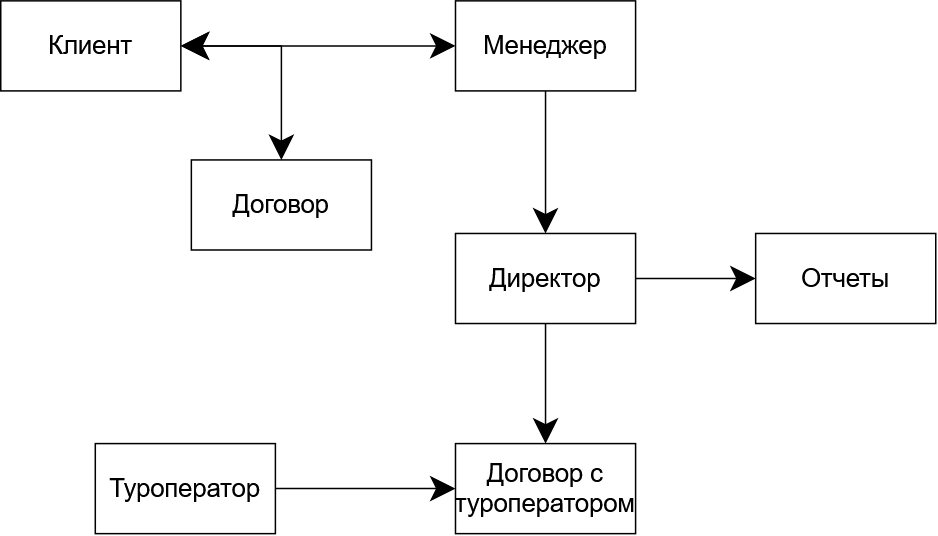 Клиент
Менеджер
Договор
Директор
Отчеты
Туроператор
Договор с
туроператором